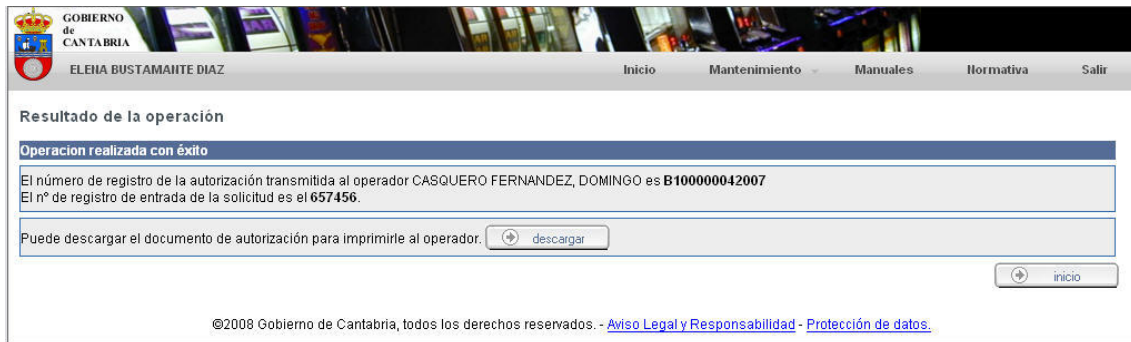 GOBIERNO
de
CANTABRIA
ELENA BUSTAMANTE DIAZ
Inicio
Mantenimiento
Manuales
Normativa
Salir
Resultado de la operación
Operacion realizada con éxito
El número de registro de la autorización transmitida al operador CASQUERO FERNANDEZ, DOMINGO es B100000042007
El nº de registro de entrada de la solicitud es el 657456.
Puede descargar el documento de autorización para imprimirle al operador. descargar
inicio
©2008 Gobierno de Cantabria, todos los derechos reservados. - Aviso Legal y Responsabilidad - Protección de datos.